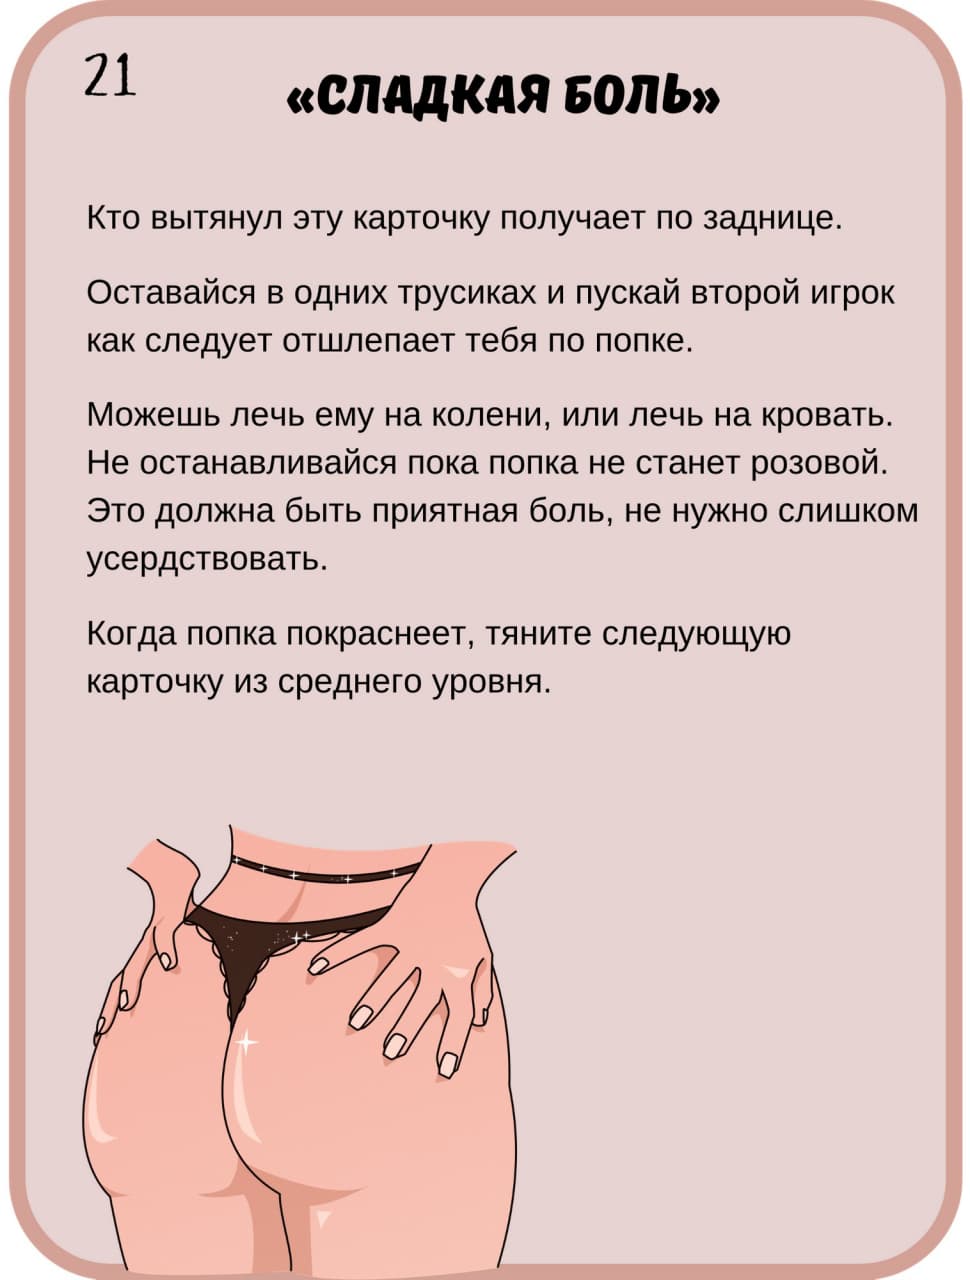 21
«СЛАДКАЯ БОЛЬ»
Кто вытянул эту карточку получает по заднице.
Оставайся в одних трусиках и пускай второй игрок
как следует отшлепает тебя по попке.
Можешь лечь ему на колени, или лечь на кровать.
Не останавливайся пока попка не станет розовой.
Это должна быть приятная боль, не нужно слишком
усердствовать.
Когда попка покраснеет, тяните следующую
карточку из среднего уровня.